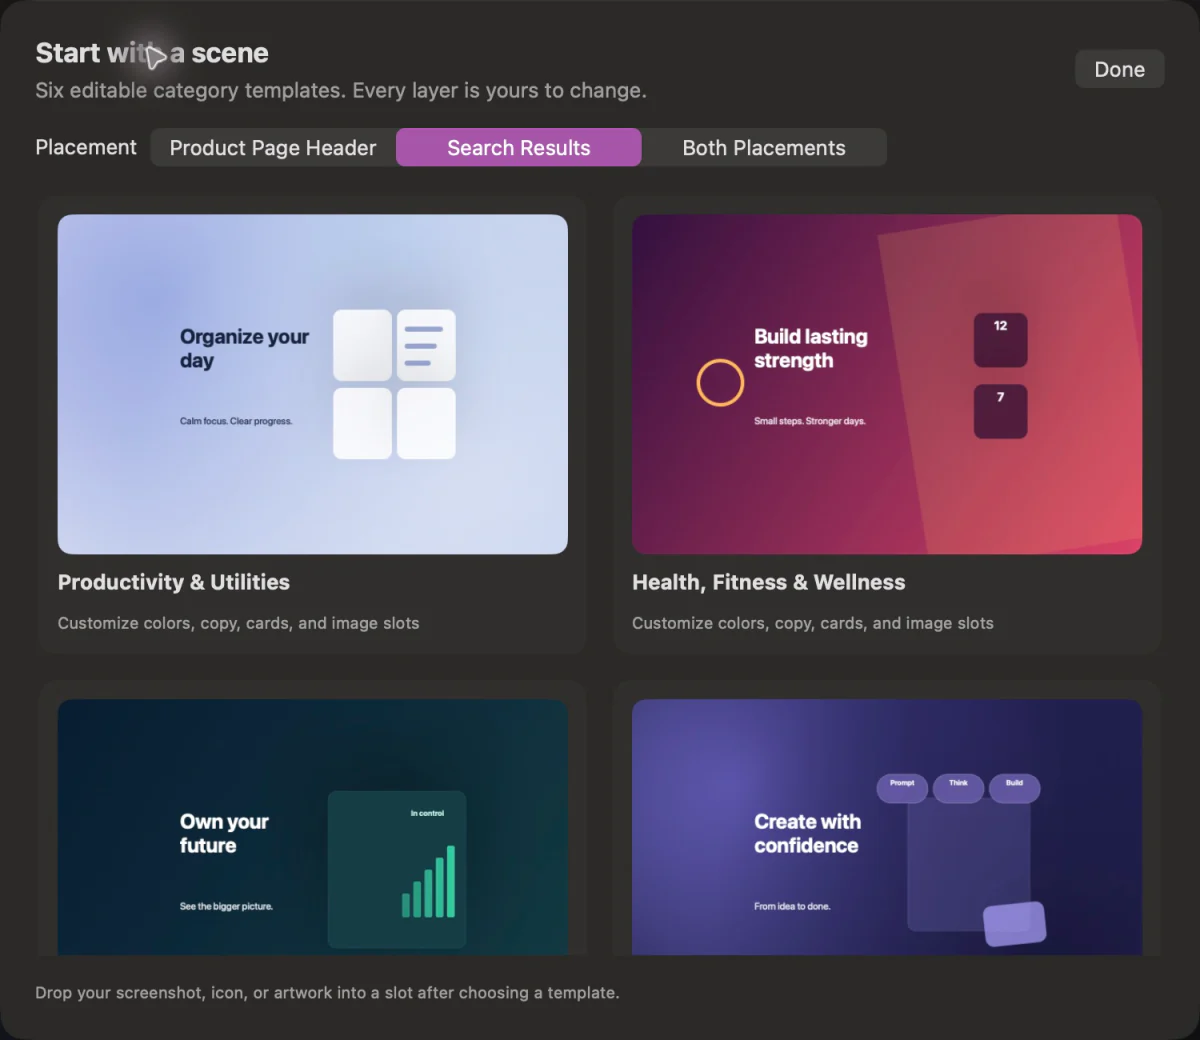 Start with a scene
Six editable category templates. Every layer is yours to change.
Done
Placement
Product Page Header
Search Results
Both Placements
Organize your
day
Calm focus. Clear progress.
Build lasting
strength
Small steps. Stronger days.
12
7
Productivity & Utilities
Customize colors, copy, cards, and image slots
Health, Fitness & Wellness
Customize colors, copy, cards, and image slots
Own your
future
See the bigger picture.
In control
Create with
confidence
From idea to done.
Prompt
Think
Build
Drop your screenshot, icon, or artwork into a slot after choosing a template.